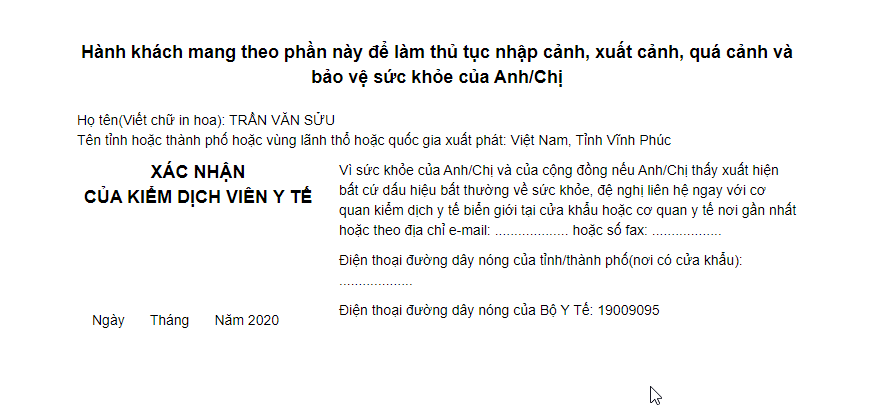 Hành khách mang theo phần này để làm thủ tục nhập cảnh, xuất cảnh, quá cảnh và
bảo vệ sức khỏe của Anh/Chị
Họ tên(Viết chữ in hoa): TRẦN VĂN SỬU
Tên tỉnh hoặc thành phố hoặc vùng lãnh thổ hoặc quốc gia xuất phát: Việt Nam, Tỉnh Vĩnh Phúc
XÁC NHẬN
CỦA KIỂM DỊCH VIÊN Y TẾ
Ngày Tháng Năm 2020
Vì sức khỏe của Anh/Chị và của cộng đồng nếu Anh/Chị thấy xuất hiện
bất cứ dấu hiệu bất thường về sức khỏe, đệ nghị liên hệ ngay với cơ
quan kiểm dịch y tế biển giới tại cửa khẩu hoặc cơ quan y tế nơi gần nhất
hoặc theo địa chỉ e-mail: ................... hoặc số fax: ..................
Điện thoại đường dây nóng của tỉnh/thành phố(nơi có cửa khẩu):
...................
Điện thoại đường dây nóng của Bộ Y Tế: 19009095